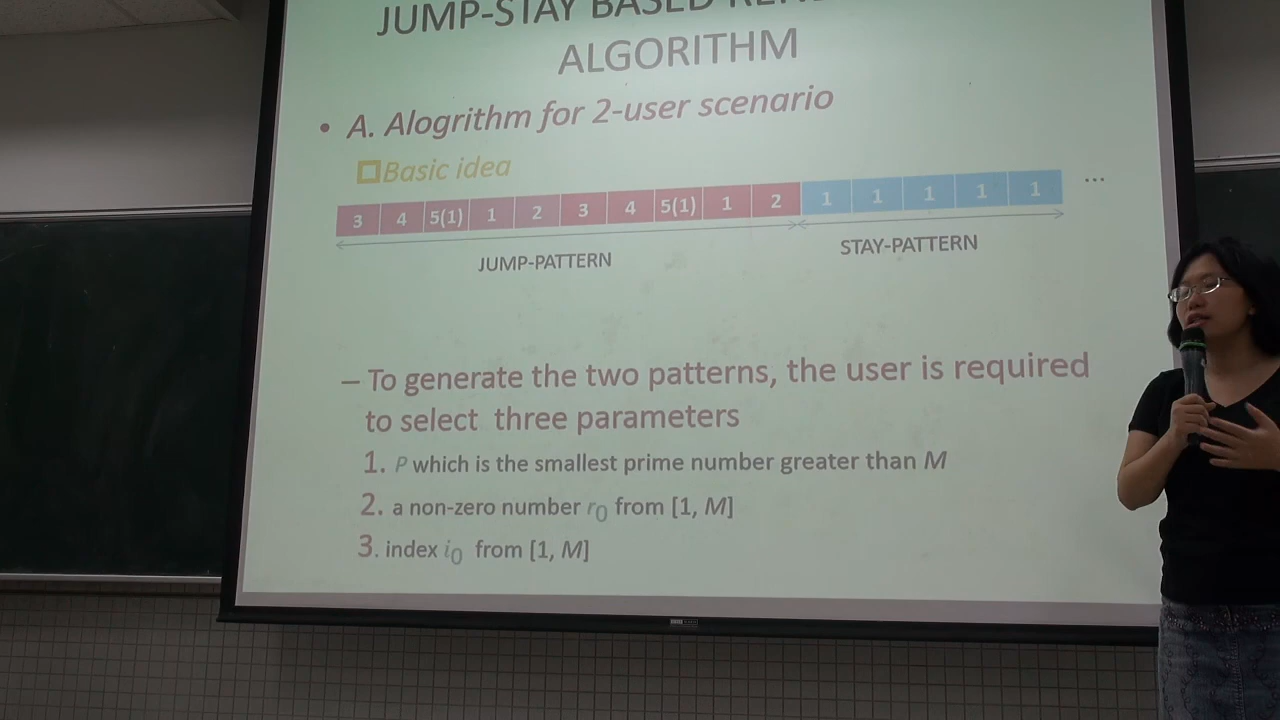 JUMP-STAY BASED
ALGORITHM
• A. Alogrithm for 2-user scenario
Basic idea
3 4 5(1) 1 2 3 4 5(1) 1 2 1 1 1 1 1 ...
JUMP-PATTERN STAY-PATTERN
– To generate the two patterns, the user is required
to select three parameters
1. P which is the smallest prime number greater than M
2. a non-zero number r0 from [1, M]
3. index i0 from [1, M]